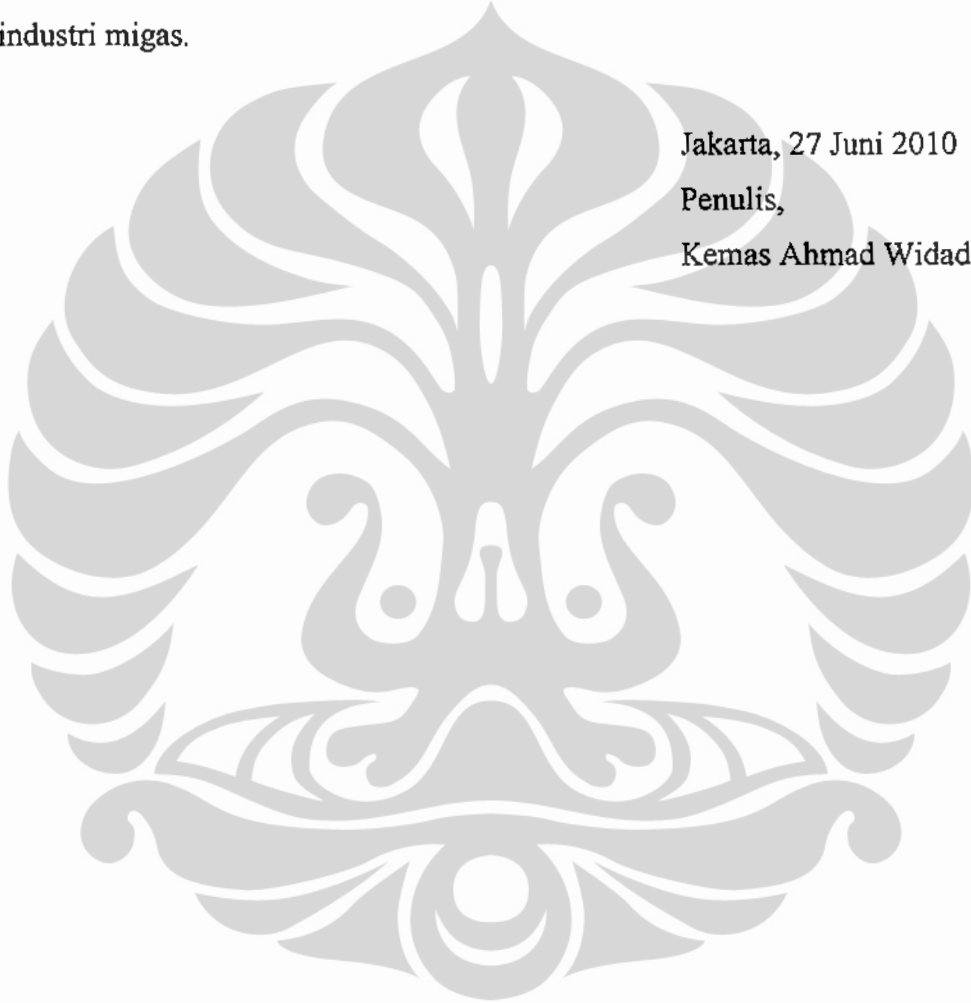 industri migas.
Jakarta, 27 Juni 2010
Penulis,
Kemas Ahmad Widad